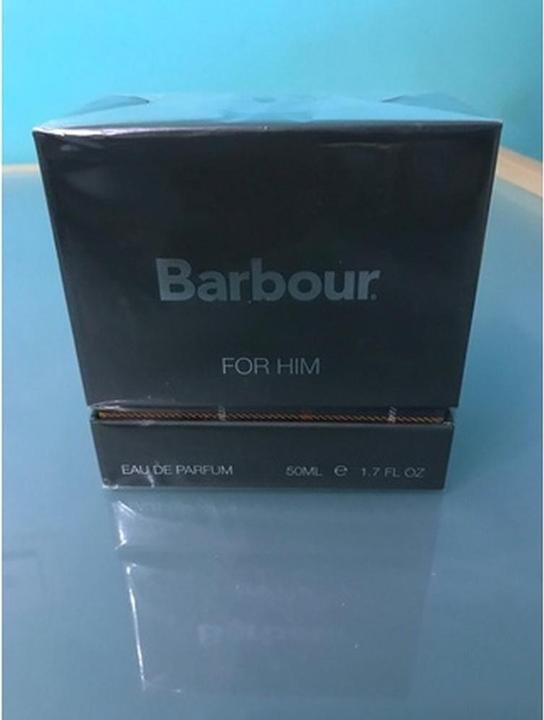 Barbour.
FOR HIM
EAU DE PARFUM 50ML ℮ 1.7 FL OZ